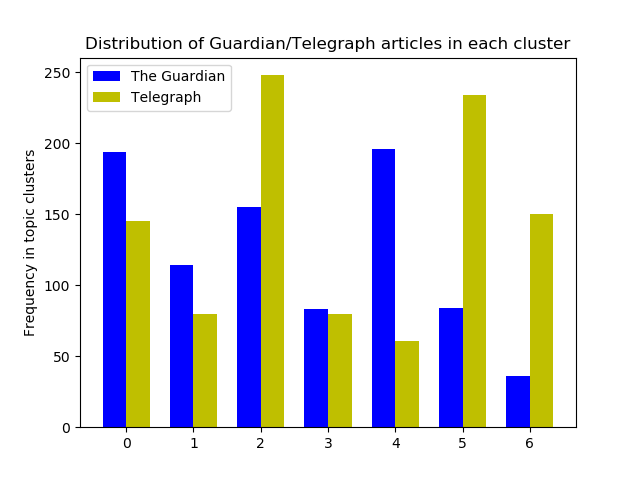 Distribution of Guardian/Telegraph articles in each cluster
The Guardian
Telegraph
Frequency in topic clusters
250
200
150
100
50
0
0 1 2 3 4 5 6